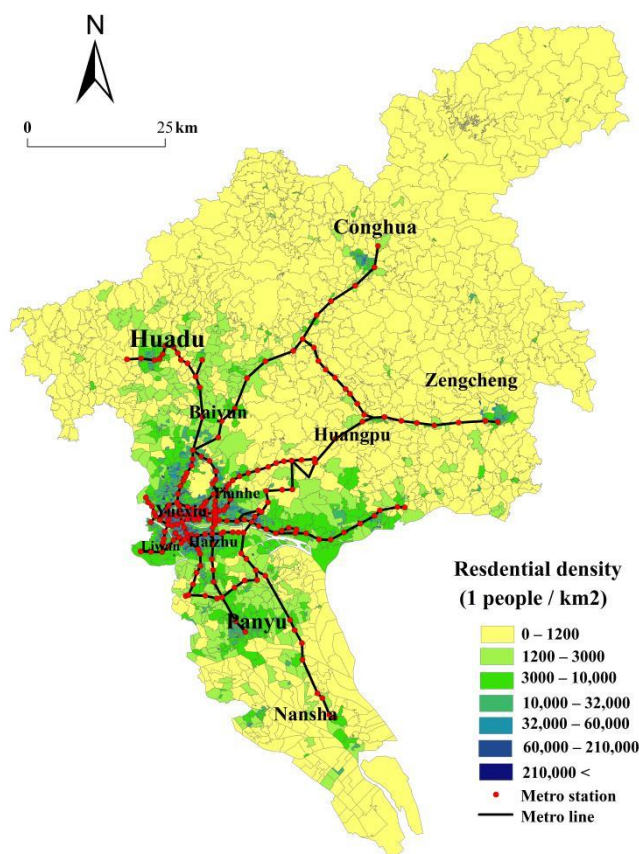 N
0 25 km
Conghua
Huadu
Zengcheng
Baiyun
Huangpu
Tianhe
Yuexiu
Liwan Haizhu
Panyu
Nansha
Resdential density
(1 people / km2)
0 – 1200
1200 – 3000
3000 – 10,000
10,000 – 32,000
32,000 – 60,000
60,000 – 210,000
210,000 <
Metro station
Metro line